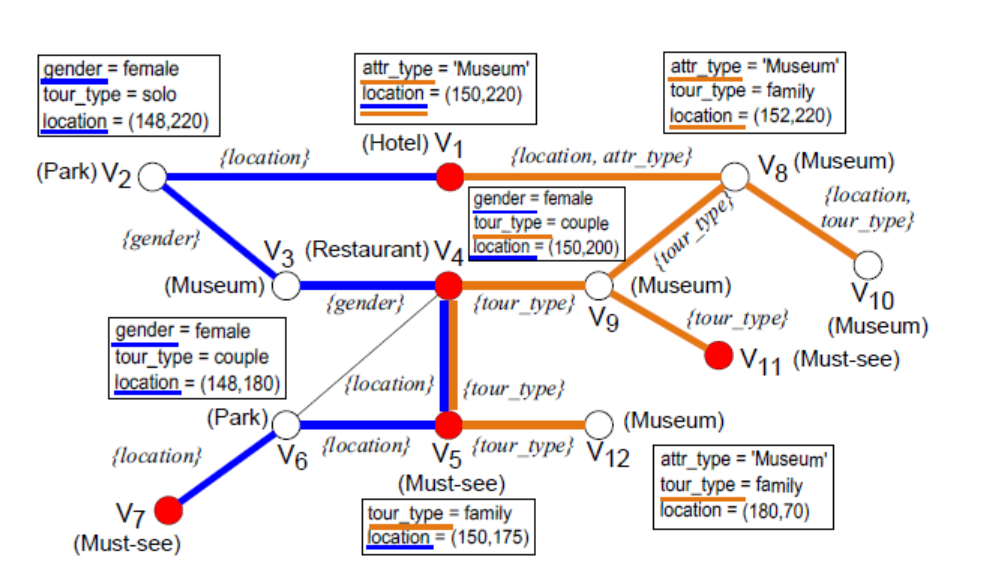 gender = female
tour_type = solo
location = (148,220)
attr_type = 'Museum'
location = (150,220)
attr_type = 'Museum'
tour_type = family
location = (152,220)
(Hotel) V1
{location}
{location, attr_type}
(Park) V2
V8 (Museum)
gender = female
tour_type = couple
location = (150,200)
{location,
tour_type}
{gender}
{tour_type}
V3
(Restaurant) V4
(Museum)
{gender}
{tour_type}
V9
(Museum)
V10
(Museum)
{tour_type}
V11 (Must-see)
gender = female
tour_type = couple
location = (148,180)
{location}
{tour_type}
(Park)
V6
{location}
V5
(Must-see)
{tour_type}
V12
(Museum)
{location}
V7
(Must-see)
tour_type = family
location = (150,175)
attr_type = 'Museum'
tour_type = family
location = (180,70)